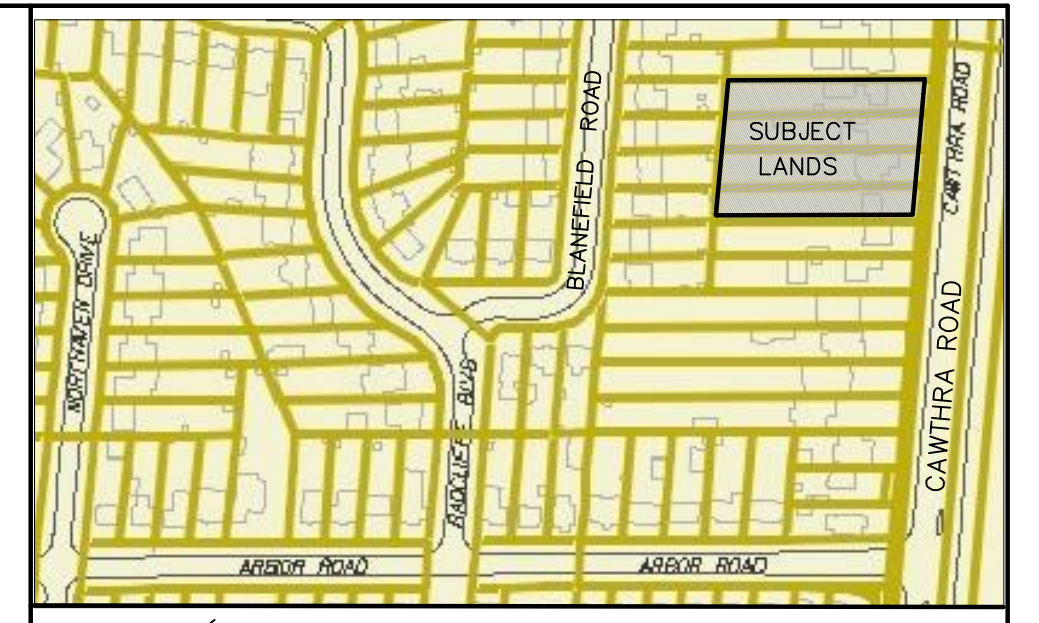 SUBJECT
LANDS
BLANEFIELD ROAD
CAWTHRA ROAD
CAWTHRA ROAD
NORTHAVEN DRIVE
RADCLIFFE BLVD
ARBOR ROAD
ARBOR ROAD